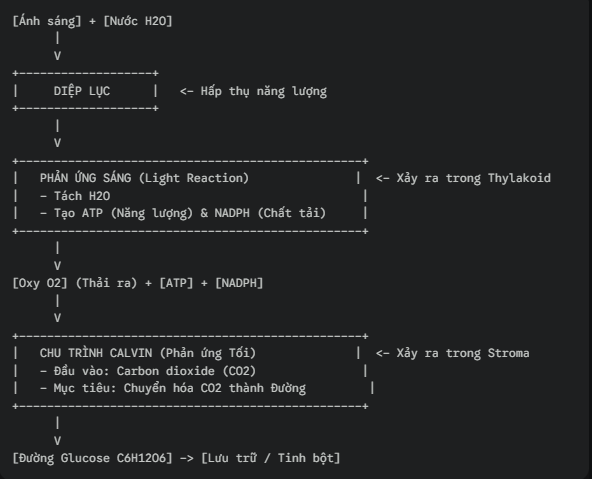 [Ánh sáng] + [Nước H2O]
|
V
+-------------------+
|     DIỆP LỤC      |   <- Hấp thụ năng lượng
+-------------------+
|
V
+-------------------------------------------------+
|   PHẢN ỨNG SÁNG (Light Reaction)               |  <- Xảy ra trong Thylakoid
|   - Tách H2O                                    |
|   - Tạo ATP (Năng lượng) & NADPH (Chất tải)     |
+-------------------------------------------------+
|
V
[Oxy O2] (Thải ra) + [ATP] + [NADPH]
|
V
+-------------------------------------------------+
|   CHU TRÌNH CALVIN (Phản ứng Tối)              |  <- Xảy ra trong Stroma
|   - Đầu vào: Carbon dioxide (CO2)               |
|   - Mục tiêu: Chuyển hóa CO2 thành Đường         |
+-------------------------------------------------+
|
V
[Đường Glucose C6H12O6] -> [Lưu trữ / Tinh bột]